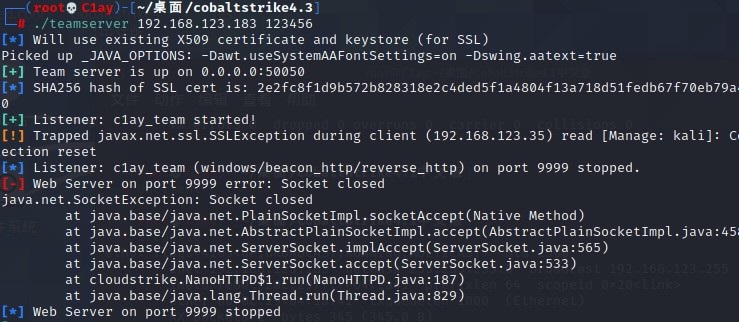 (root💀C1ay)-[~/桌面/cobaltstrike4.3]
# ./teamserver 192.168.123.183 123456
[*] Will use existing X509 certificate and keystore (for SSL)
Picked up _JAVA_OPTIONS: -Dawt.useSystemAAFontSettings=on -Dswing.aatext=true
[+] Team server is up on 0.0.0.0:50050
[*] SHA256 hash of SSL cert is: 2e2fc8f1d9b572b828318e2c4ded5f1a4804f13a718d51fedb67f70eb79a4
0
[+] Listener: c1ay_team started!
[!] Trapped javax.net.ssl.SSLException during client (192.168.123.35) read [Manage: kali]: Co
ection reset
[*] Listener: c1ay_team (windows/beacon_http/reverse_http) on port 9999 stopped.
[-] Web Server on port 9999 error: Socket closed
java.net.SocketException: Socket closed
at java.base/java.net.PlainSocketImpl.socketAccept(Native Method)
at java.base/java.net.AbstractPlainSocketImpl.accept(AbstractPlainSocketImpl.java:458
at java.base/java.net.ServerSocket.implAccept(ServerSocket.java:565)
at java.base/java.net.ServerSocket.accept(ServerSocket.java:533)
at cloudstrike.NanoHTTPD$1.run(NanoHTTPD.java:187)
at java.base/java.lang.Thread.run(Thread.java:829)
[*] Web Server on port 9999 stopped